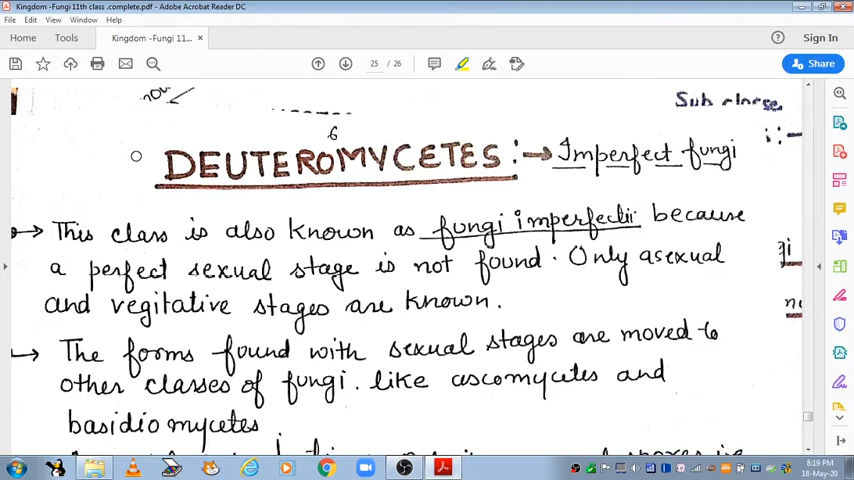 Kingdom -Fungi 11th class .complete.pdf - Adobe Acrobat Reader DC
File Edit View Window Help
Home Tools Kingdom -Fungi 11... × Sign In
25 / 26 Share
Sub classe.
6
DEUTEROMYCETES :→ Imperfect fungi
→ This class is also known as fungi imperfectii because
a perfect sexual stage is not found. Only asexual
and vegitative stages are known.
→ The forms found with sexual stages are moved to
other classes of fungi. like ascomycetes and
basidiomycetes
8:19 PM
18-May-20